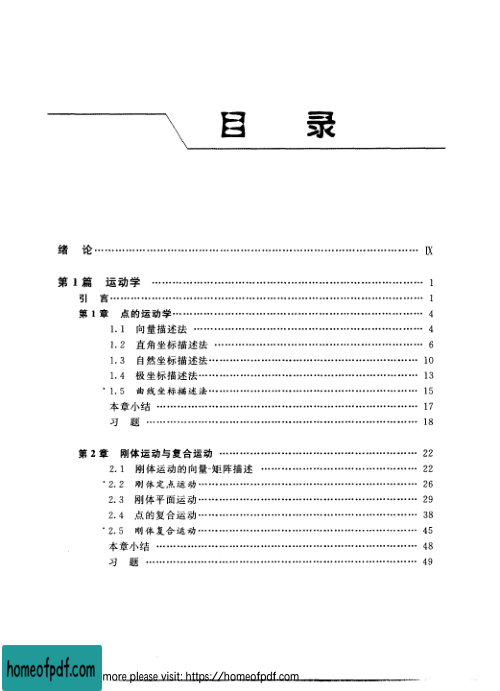 目 录
绪 论 …… Ⅸ
第1篇 运动学 …… 1
引 言 …… 1
第1章 点的运动学 …… 4
1.1 向量描述法 …… 4
1.2 直角坐标描述法 …… 6
1.3 自然坐标描述法 …… 10
1.4 极坐标描述法 …… 13
*1.5 曲线坐标描述法 …… 15
本章小结 …… 17
习 题 …… 18
第2章 刚体运动与复合运动 …… 22
2.1 刚体运动的向量-矩阵描述 …… 22
*2.2 刚体定点运动 …… 26
2.3 刚体平面运动 …… 29
2.4 点的复合运动 …… 38
*2.5 刚体复合运动 …… 45
本章小结 …… 48
习 题 …… 49
homeofpdf.com
more please visit: https://homeofpdf.com